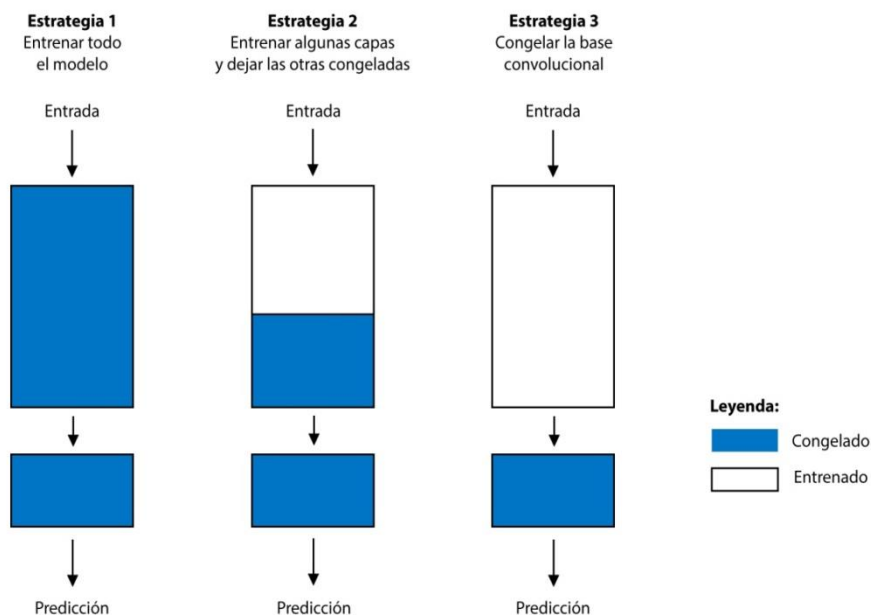 Estrategia 1
Entrenar todo
el modelo
Estrategia 2
Entrenar algunas capas
y dejar las otras congeladas
Estrategia 3
Congelar la base
convolucional
Entrada
Entrada
Entrada
Leyenda:
Congelado
Entrenado
Predicción
Predicción
Predicción